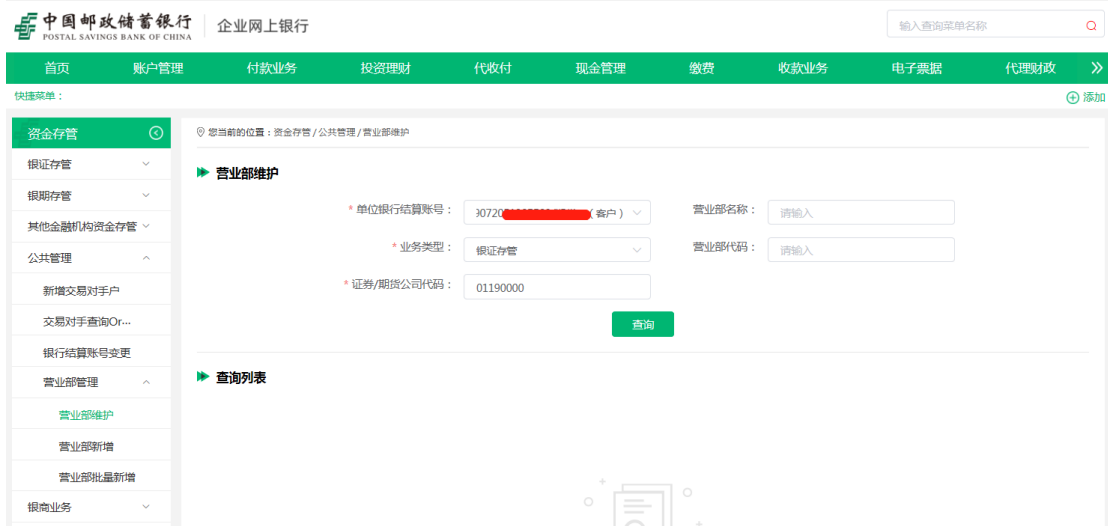 中国邮政储蓄银行 企业网上银行 输入查询菜单名称
POSTAL SAVINGS BANK OF CHINA
首页 账户管理 付款业务 投资理财 代收付 现金管理 缴费 收款业务 电子票据 代理财政
快捷菜单： 添加
资金存管
银证存管
银期存管
其他金融机构资金存管
公共管理
新增交易对手户
交易对手查询Or···
银行结算账号变更
营业部管理
营业部维护
营业部新增
营业部批量新增
银商业务
您当前的位置：资金存管/公共管理/营业部维护
营业部维护
* 单位银行结算账号： （客户） 营业部名称： 请输入
* 业务类型： 银证存管 营业部代码： 请输入
* 证券/期货公司代码： 01190000
查询
查询列表